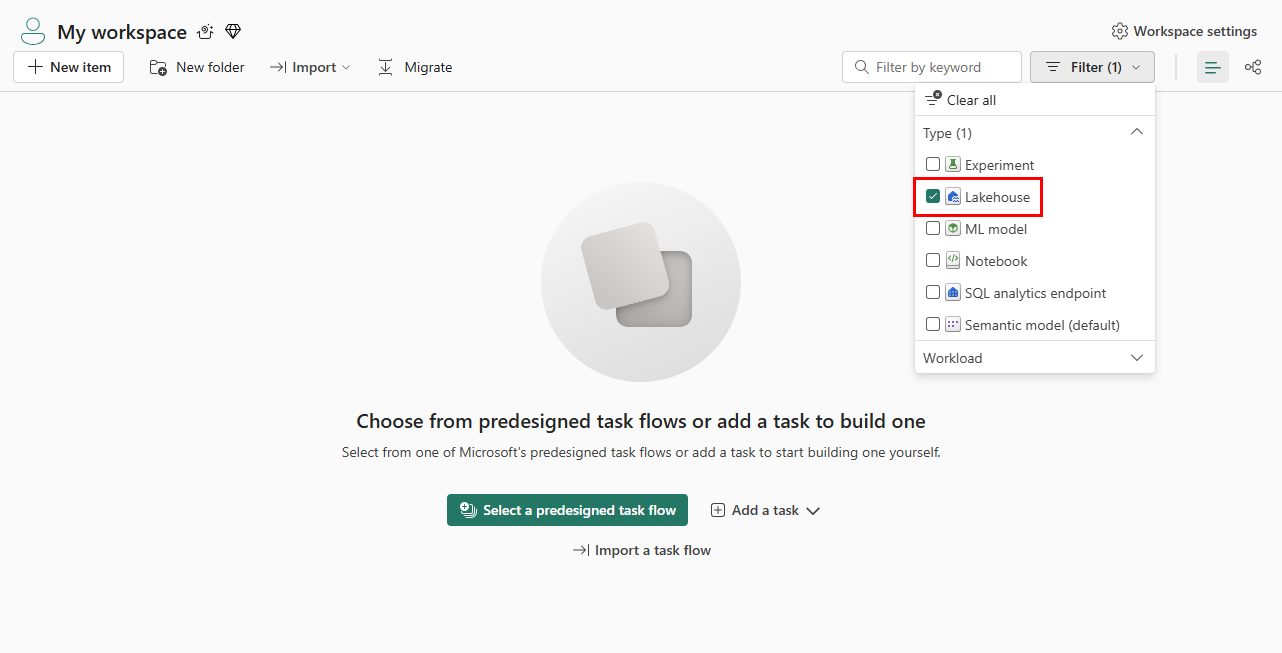 My workspace
Workspace settings
New item
New folder
Import
Migrate
Filter by keyword
Filter (1)
Clear all
Type (1)
Experiment
Lakehouse
ML model
Notebook
SQL analytics endpoint
Semantic model (default)
Workload
Choose from predesigned task flows or add a task to build one
Select from one of Microsoft's predesigned task flows or add a task to start building one yourself.
Select a predesigned task flow
Add a task
Import a task flow